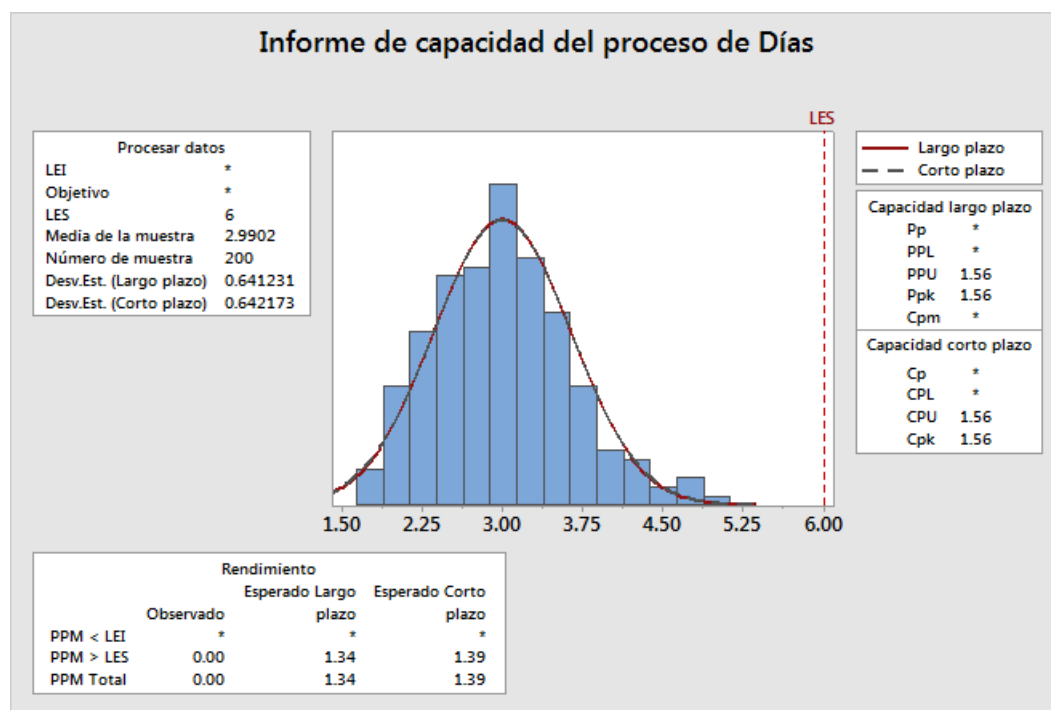 Informe de capacidad del proceso de Días
LES
Procesar datos
LEI *
Objetivo *
LES 6
Media de la muestra 2.9902
Número de muestra 200
Desv.Est. (Largo plazo) 0.641231
Desv.Est. (Corto plazo) 0.642173
Largo plazo
Corto plazo
Capacidad largo plazo
Pp *
PPL *
PPU 1.56
Ppk 1.56
Cpm *
Capacidad corto plazo
Cp *
CPL *
CPU 1.56
Cpk 1.56
1.50 2.25 3.00 3.75 4.50 5.25 6.00
Rendimiento
Esperado Largo Esperado Corto
Observado plazo plazo
PPM < LEI * * *
PPM > LES 0.00 1.34 1.39
PPM Total 0.00 1.34 1.39